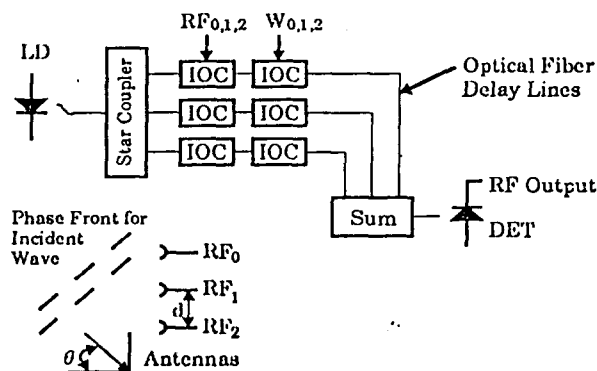 RF0,1,2 W0,1,2
LD
Star Coupler
IOC IOC
IOC IOC
IOC IOC
Optical Fiber
Delay Lines
Sum
RF Output
DET
Phase Front for
Incident
Wave
RF0
RF1
d
RF2
θ
Antennas